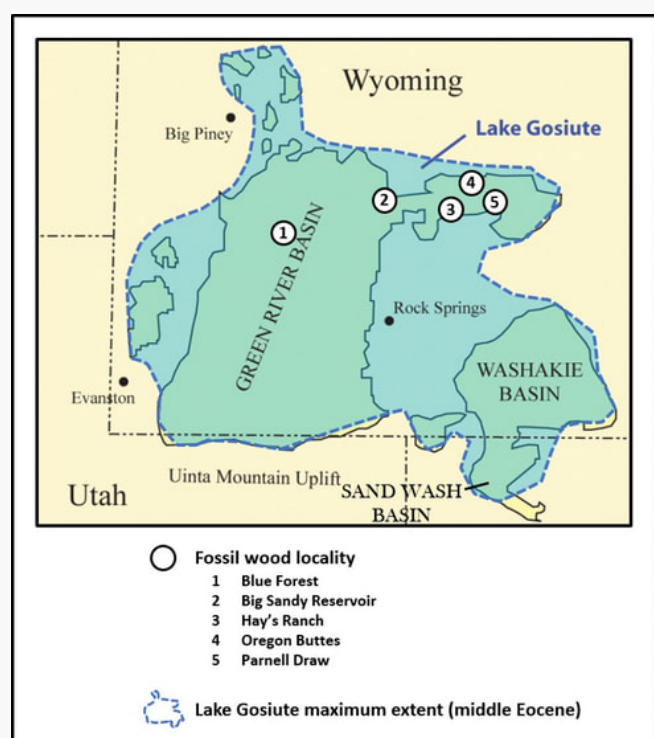 Wyoming
Big Piney
Lake Gosiute
4
2
3
5
1
GREEN RIVER BASIN
Rock Springs
WASHAKIE
BASIN
Evanston
Uinta Mountain Uplift
Utah
SAND WASH
BASIN
Fossil wood locality
1 Blue Forest
2 Big Sandy Reservoir
3 Hay's Ranch
4 Oregon Buttes
5 Parnell Draw
Lake Gosiute maximum extent (middle Eocene)